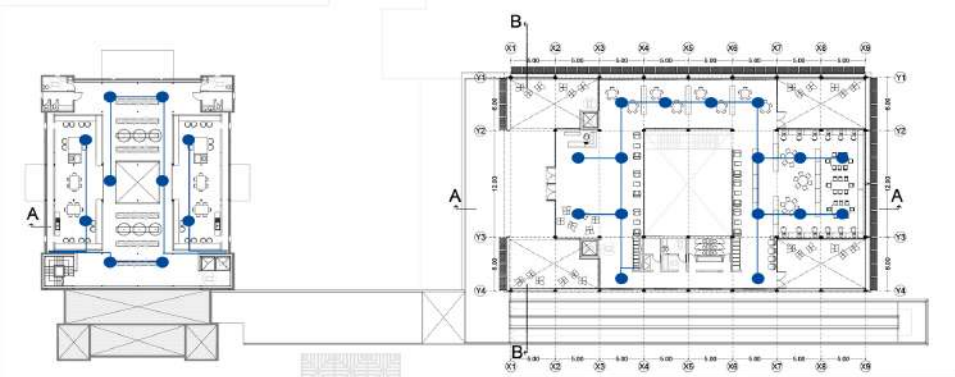 B
X1 X2 X3 X4 X5 X6 X7 X8 X9
5.00 5.00 5.00 5.00 5.00 5.00 5.00 5.00
Y1 Y1
6.00 6.00
Y2 Y2
A A A
12.00 12.00
Y3 Y3
A
6.00 6.00
Y4 Y4
B
5.00 5.00 5.00 5.00 5.00 5.00 5.00 5.00
X1 X2 X3 X4 X5 X6 X7 X8 X9